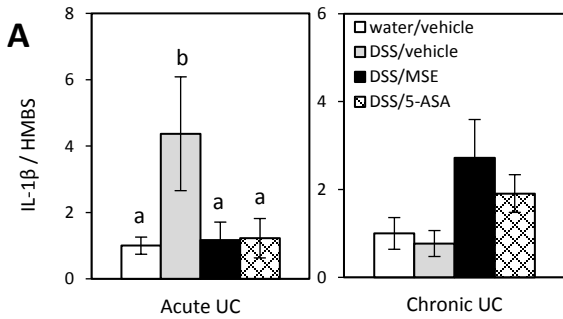 A
IL-1β / HMBS
8
6
4
2
0
a
b
a
a
Acute UC
6
4
2
0
water/vehicle
DSS/vehicle
DSS/MSE
DSS/5-ASA
Chronic UC